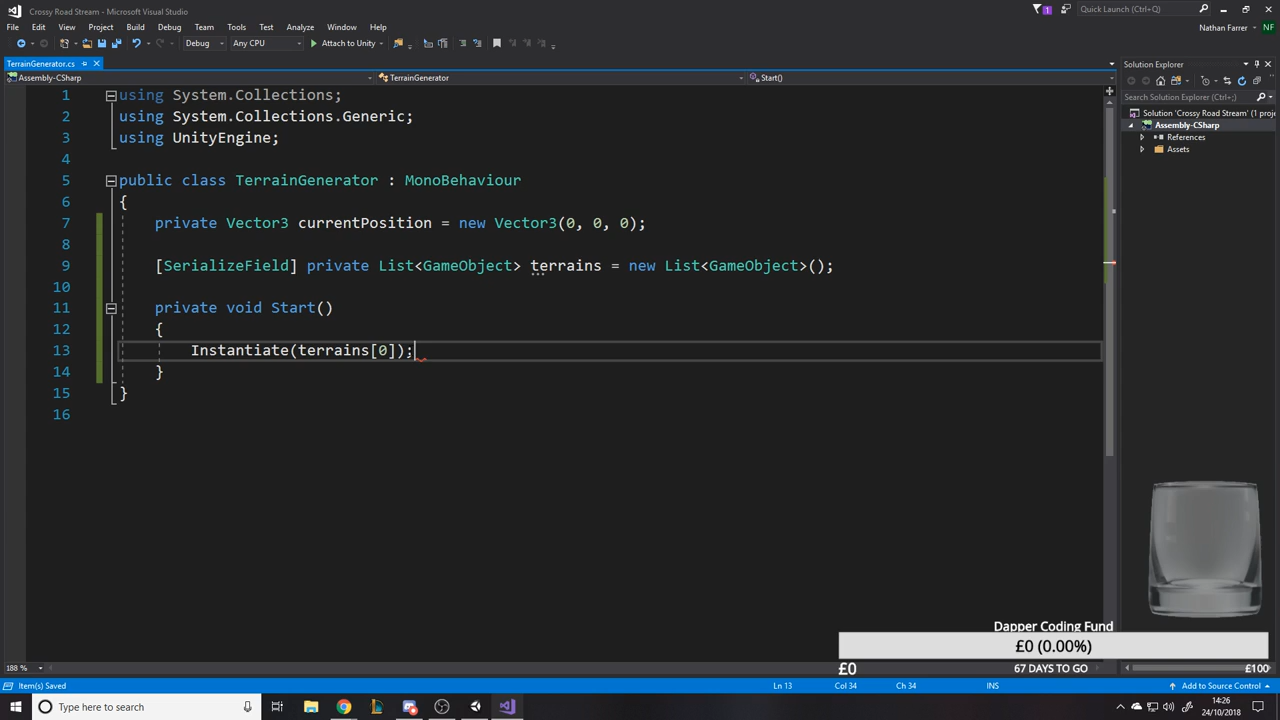 Crossy Road Stream - Microsoft Visual Studio
Quick Launch (Ctrl+Q)
File Edit View Project Build Debug Team Tools Test Analyze Window Help
Nathan Farrer NF
Debug Any CPU Attach to Unity
TerrainGenerator.cs
Solution Explorer
Assembly-CSharp TerrainGenerator Start()
Search Solution Explorer (Ctrl+;)
Solution 'Crossy Road Stream' (1 proje
Assembly-CSharp
References
Assets
1 using System.Collections;
2 using System.Collections.Generic;
3 using UnityEngine;
4
5 public class TerrainGenerator : MonoBehaviour
6 {
7 private Vector3 currentPosition = new Vector3(0, 0, 0);
8
9 [SerializeField] private List<GameObject> terrains = new List<GameObject>();
10
11 private void Start()
12 {
13 Instantiate(terrains[0]);
14 }
15 }
16
Dapper Coding Fund
£0 (0.00%)
£0 67 DAYS TO GO £100
188 %
Item(s) Saved Ln 13 Col 34 Ch 34 INS Add to Source Control
Type here to search
14:26
24/10/2018